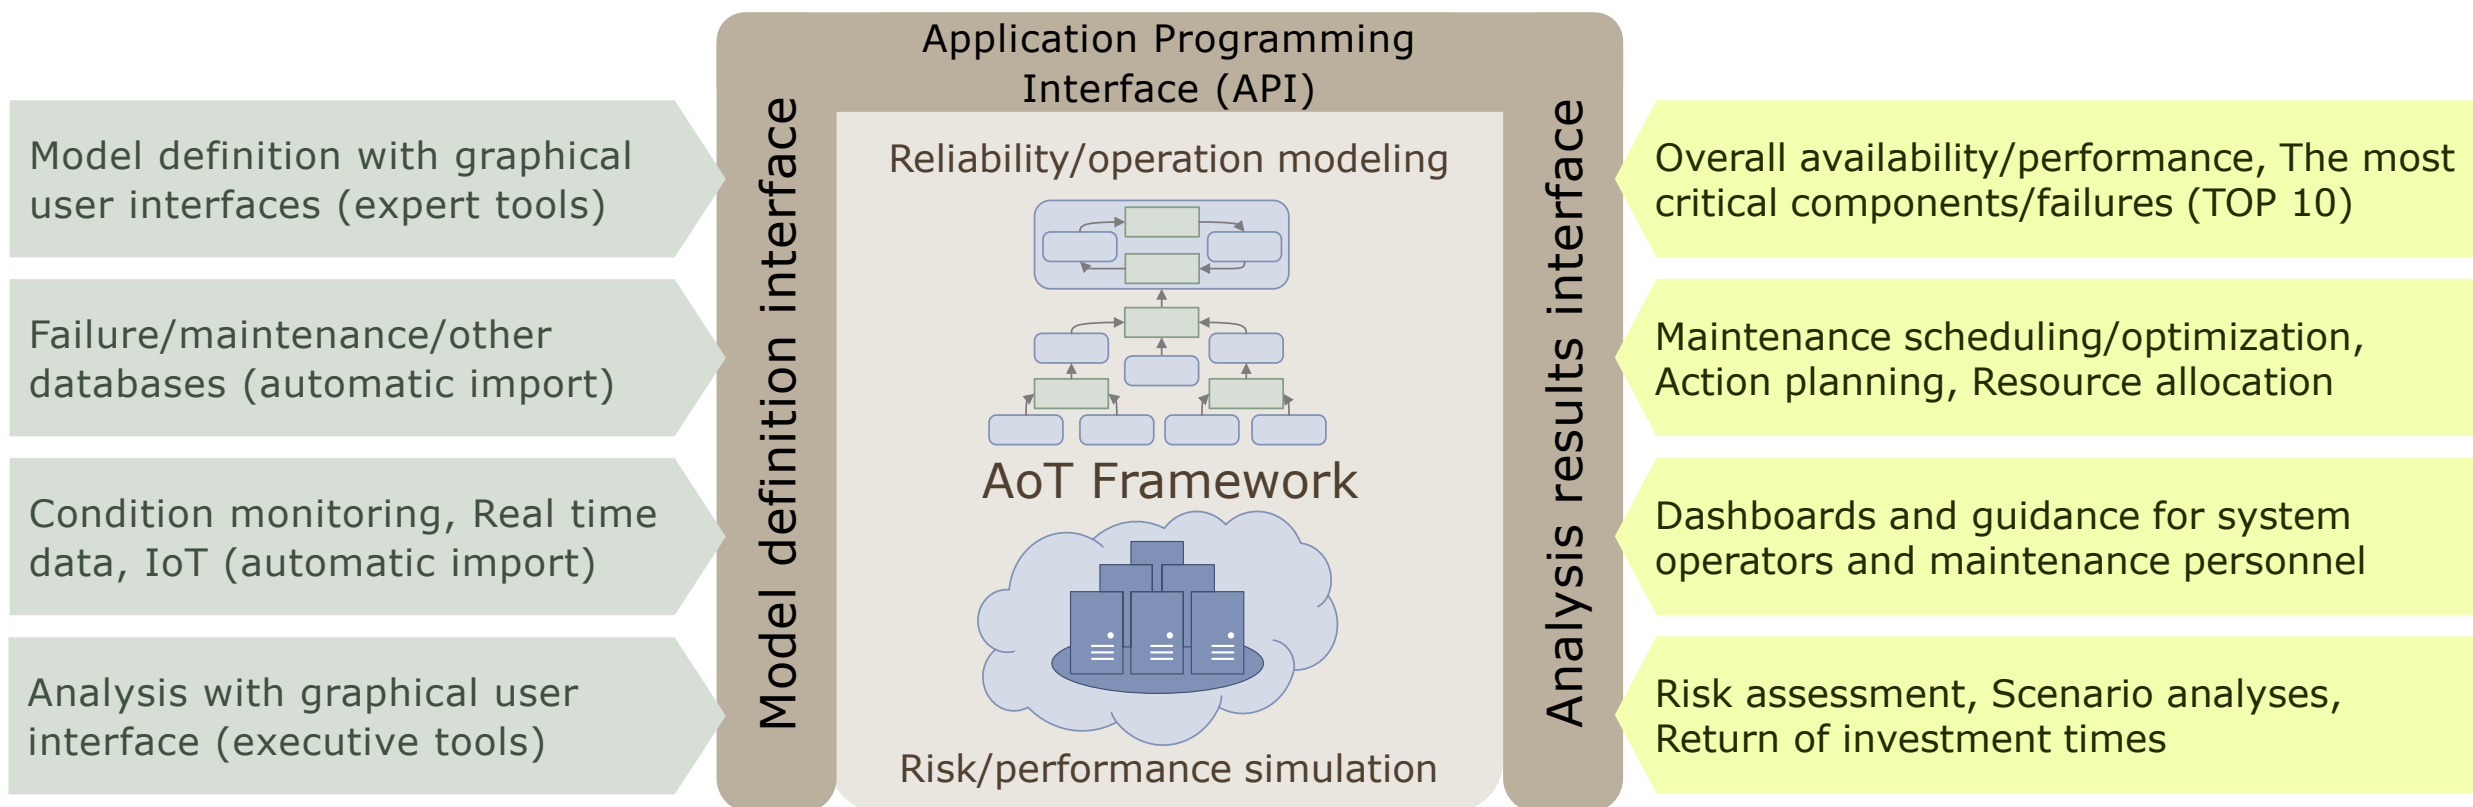 Application Programming
Interface (API)
Model definition with graphical
user interfaces (expert tools)
Failure/maintenance/other
databases (automatic import)
Condition monitoring, Real time
data, IoT (automatic import)
Analysis with graphical user
interface (executive tools)
Model definition interface
Reliability/operation modeling
AoT Framework
Risk/performance simulation
Analysis results interface
Overall availability/performance, The most
critical components/failures (TOP 10)
Maintenance scheduling/optimization,
Action planning, Resource allocation
Dashboards and guidance for system
operators and maintenance personnel
Risk assessment, Scenario analyses,
Return of investment times